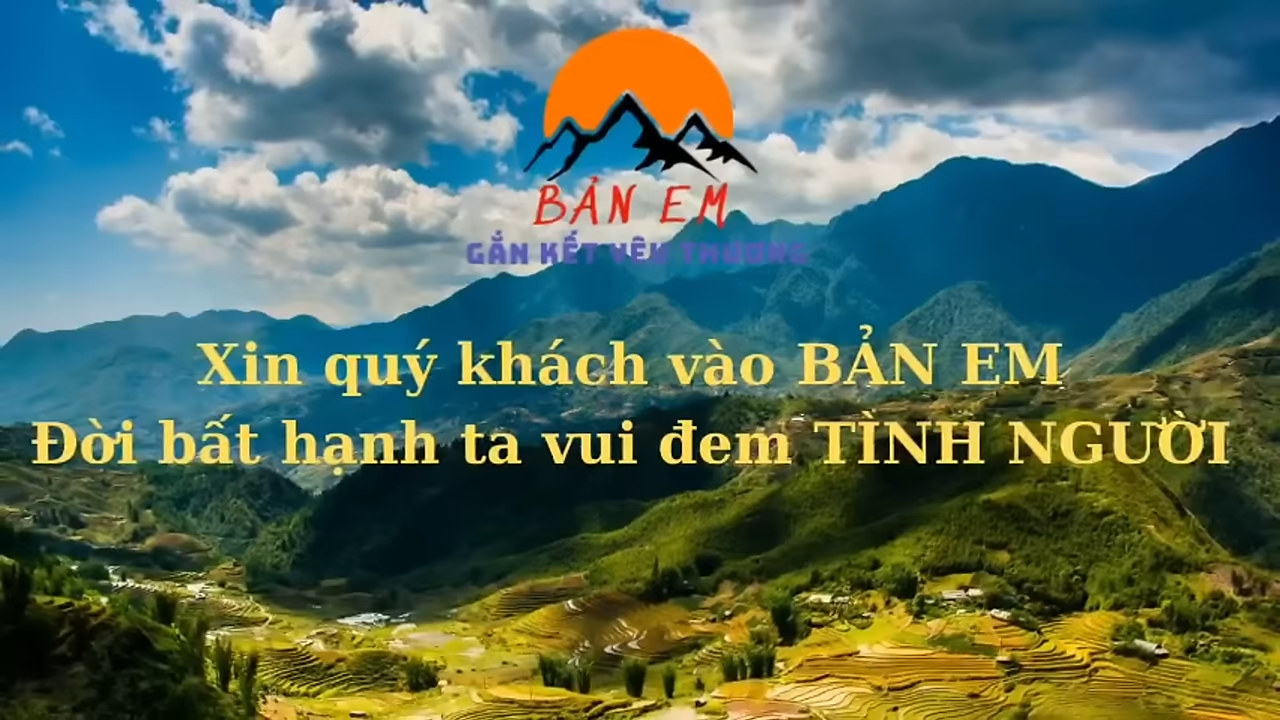 BẢN EM
GẮN KẾT YÊU THƯƠNG
Xin quý khách vào BẢN EM
Đời bất hạnh ta vui đem TÌNH NGƯỜI